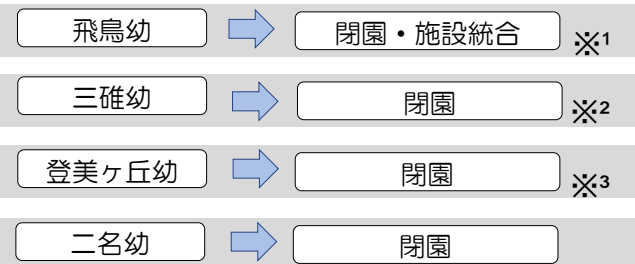 飛鳥幼 閉園・施設統合 ※1
三碓幼 閉園 ※2
登美ヶ丘幼 閉園 ※3
二名幼 閉園